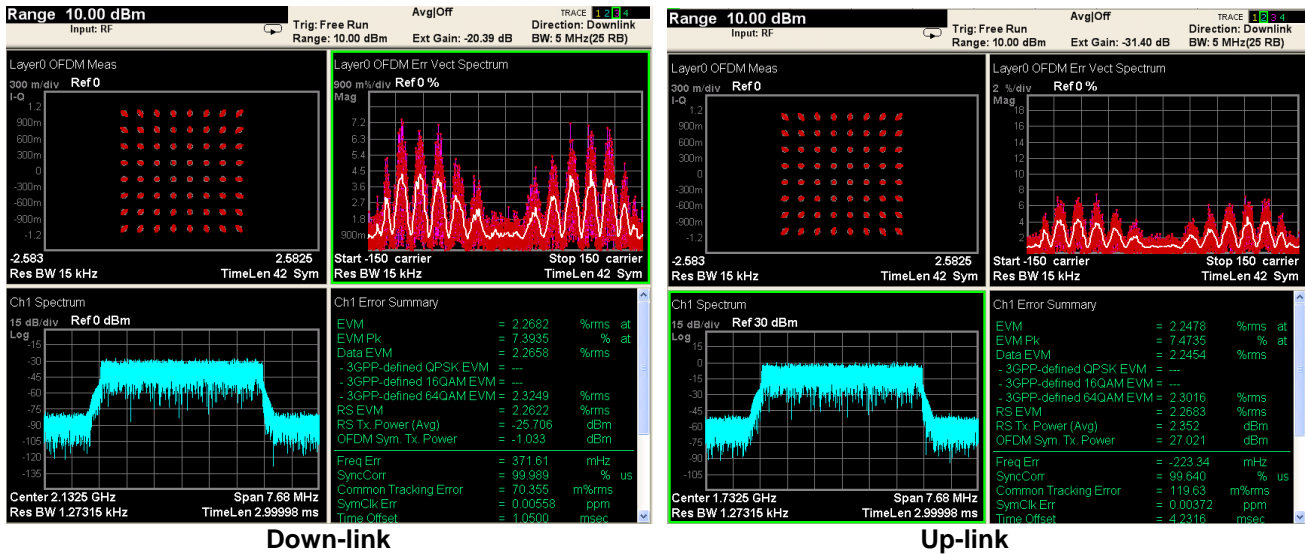 Range 10.00 dBm
Input: RF
Trig: Free Run
Range: 10.00 dBm
Avg|Off
Ext Gain: -20.39 dB
TRACE 1 2 3 4
Direction: Downlink
BW: 5 MHz(25 RB)
Layer0 OFDM Meas
300 m/div Ref 0
I-Q
1.2
900m
600m
300m
0
-300m
-600m
-900m
-1.2
-2.583 2.5825
Res BW 15 kHz TimeLen 42 Sym
Layer0 OFDM Err Vect Spectrum
900 m%/div Ref 0 %
Mag
7.2
6.3
5.4
4.5
3.6
2.7
1.8
900m
Start -150 carrier Stop 150 carrier
Res BW 15 kHz TimeLen 42 Sym
Ch1 Spectrum
15 dB/div Ref 0 dBm
Log
-15
-30
-45
-60
-75
-90
-105
-120
-135
Center 2.1325 GHz Span 7.68 MHz
Res BW 1.27315 kHz TimeLen 2.99998 ms
Ch1 Error Summary
EVM = 2.2682 %rms at
EVM Pk = 7.3935 % at
Data EVM = 2.2658 %rms
- 3GPP-defined QPSK EVM = ---
- 3GPP-defined 16QAM EVM = ---
- 3GPP-defined 64QAM EVM = 2.3249 %rms
RS EVM = 2.2622 %rms
RS Tx. Power (Avg) = -25.706 dBm
OFDM Sym. Tx. Power = -1.033 dBm
Freq Err = 371.61 mHz
SyncCorr = 99.989 % us
Common Tracking Error = 70.355 m%rms
SymClk Err = 0.00558 ppm
Time Offset = 1.0500 msec
Down-link
Range 10.00 dBm
Input: RF
Trig: Free Run
Range: 10.00 dBm
Avg|Off
Ext Gain: -31.40 dB
TRACE 1 2 3 4
Direction: Downlink
BW: 5 MHz(25 RB)
Layer0 OFDM Meas
300 m/div Ref 0
I-Q
1.2
900m
600m
300m
0
-300m
-600m
-900m
-1.2
-2.583 2.5825
Res BW 15 kHz TimeLen 42 Sym
Layer0 OFDM Err Vect Spectrum
2 %/div Ref 0 %
Mag
18
16
14
12
10
8
6
4
2
Start -150 carrier Stop 150 carrier
Res BW 15 kHz TimeLen 42 Sym
Ch1 Spectrum
15 dB/div Ref 30 dBm
Log
15
0
-15
-30
-45
-60
-75
-90
-105
Center 1.7325 GHz Span 7.68 MHz
Res BW 1.27315 kHz TimeLen 2.99998 ms
Ch1 Error Summary
EVM = 2.2478 %rms at
EVM Pk = 7.4735 % at
Data EVM = 2.2454 %rms
- 3GPP-defined QPSK EVM = ---
- 3GPP-defined 16QAM EVM = ---
- 3GPP-defined 64QAM EVM = 2.3016 %rms
RS EVM = 2.2683 %rms
RS Tx. Power (Avg) = 2.352 dBm
OFDM Sym. Tx. Power = 27.021 dBm
Freq Err = -223.34 mHz
SyncCorr = 99.640 % us
Common Tracking Error = 119.63 m%rms
SymClk Err = 0.00372 ppm
Time Offset = 4.2316 msec
Up-link